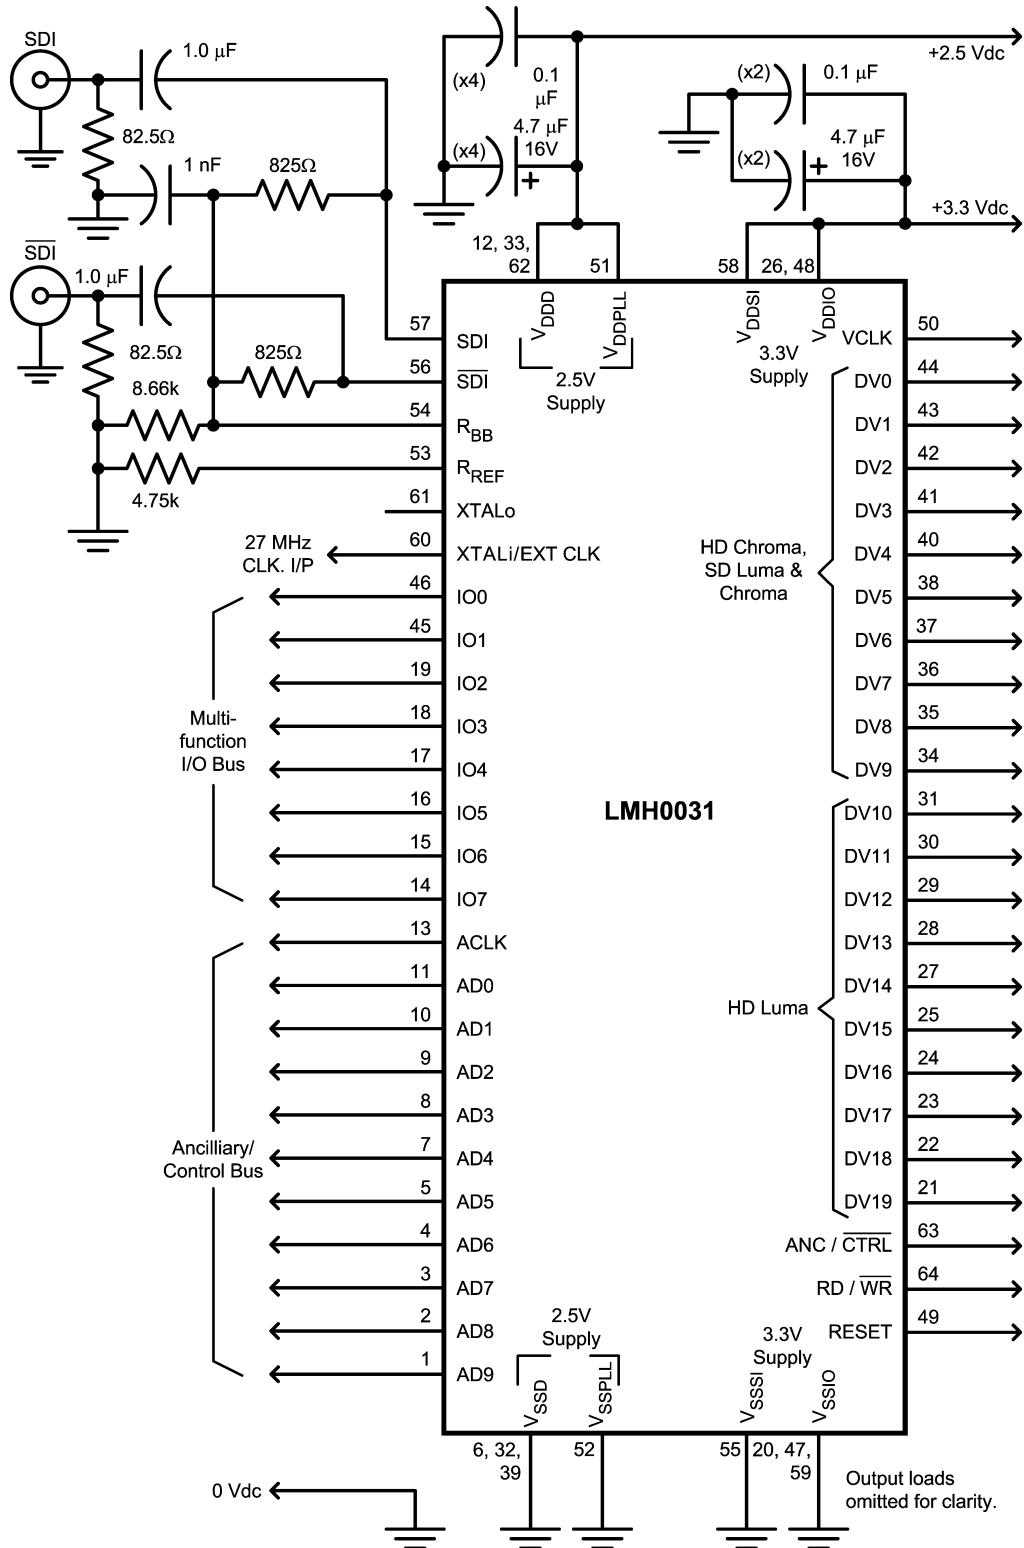 SDI
1.0 μF
82.5Ω
1 nF
825Ω
SDI
1.0 μF
82.5Ω
825Ω
8.66k
4.75k
(x4)
0.1
μF
4.7 μF
16V
(x4)
+
+2.5 Vdc
(x2)
0.1 μF
4.7 μF
16V
(x2)
+
+3.3 Vdc
12, 33,
62
51
58
26, 48
VDDD
VDDPLL
2.5V
Supply
VDDSI
VDDIO
3.3V
Supply
57 SDI
56 SDI
54 RBB
53 RREF
61 XTALo
27 MHz
CLK. I/P
60 XTALi/EXT CLK
46 IO0
45 IO1
19 IO2
18 IO3
17 IO4
16 IO5
15 IO6
14 IO7
Multi-
function
I/O Bus
13 ACLK
11 AD0
10 AD1
9 AD2
8 AD3
7 AD4
5 AD5
4 AD6
3 AD7
2 AD8
1 AD9
Ancilliary/
Control Bus
LMH0031
VCLK 50
DV0 44
DV1 43
DV2 42
DV3 41
DV4 40
DV5 38
DV6 37
DV7 36
DV8 35
DV9 34
HD Chroma,
SD Luma &
Chroma
DV10 31
DV11 30
DV12 29
DV13 28
DV14 27
DV15 25
DV16 24
DV17 23
DV18 22
DV19 21
HD Luma
ANC / CTRL 63
RD / WR 64
RESET 49
2.5V
Supply
VSSD
VSSPLL
3.3V
Supply
VSSSI
VSSIO
6, 32,
39
52
55
20, 47,
59
0 Vdc
Output loads
omitted for clarity.